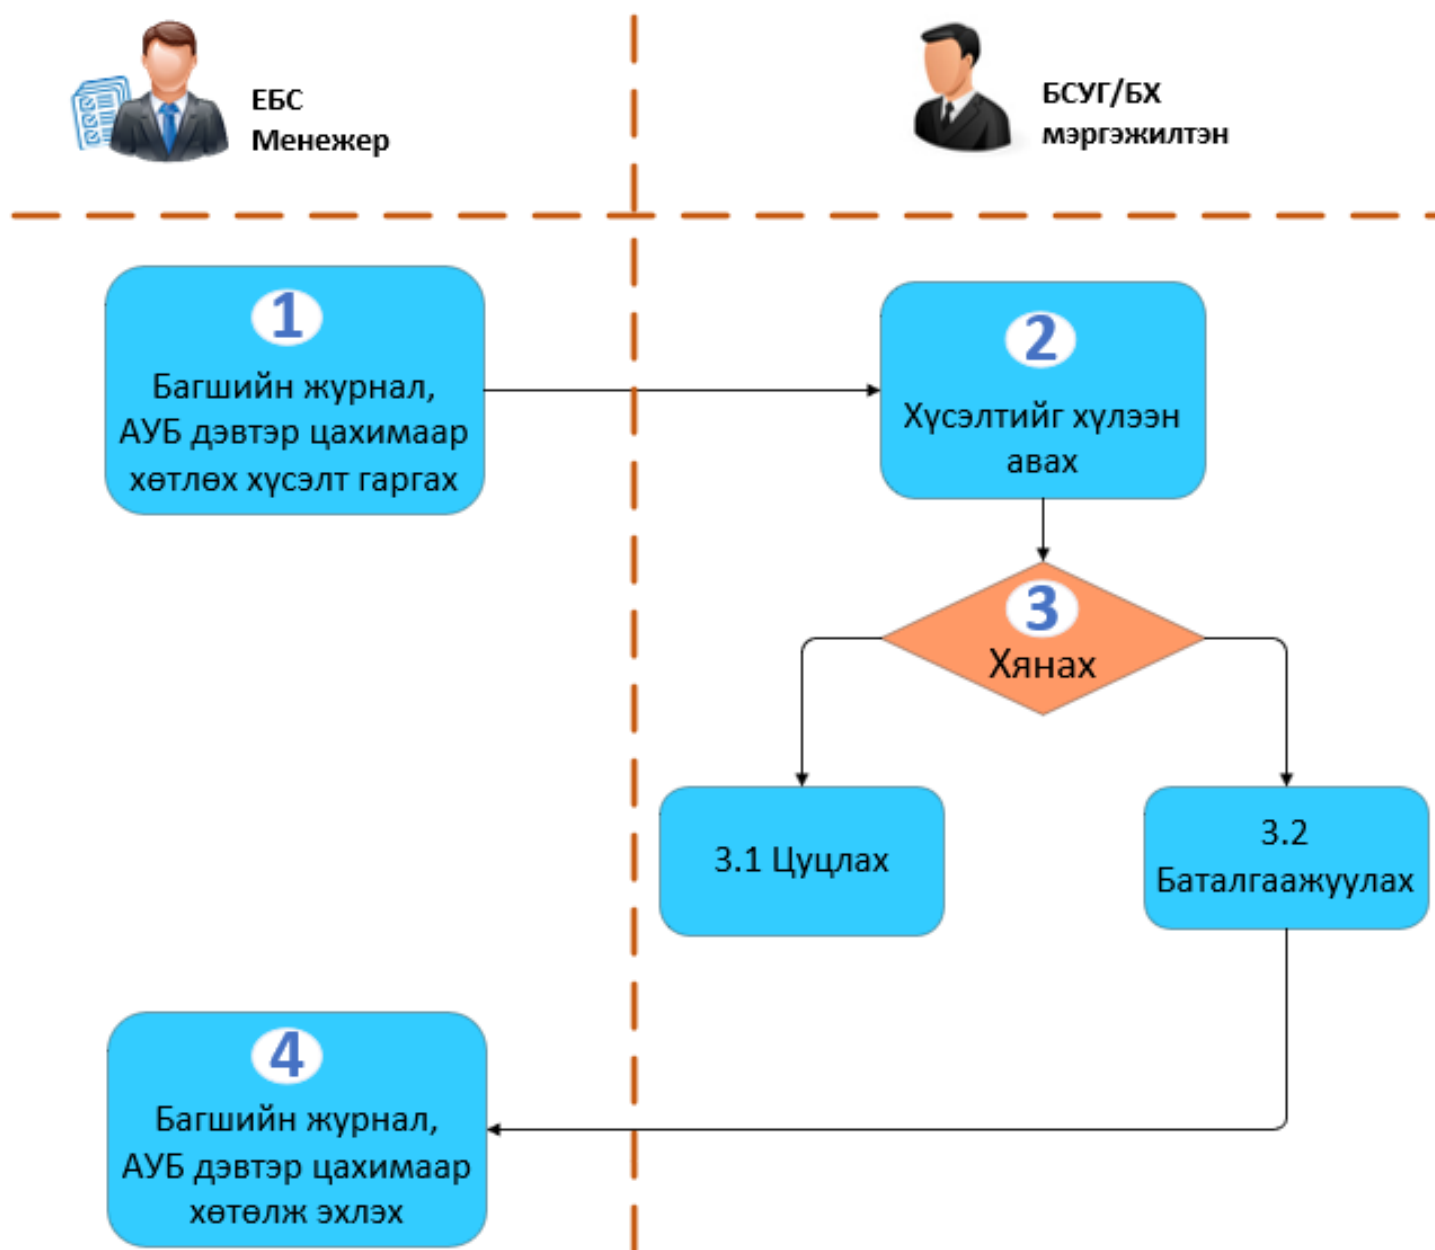 ЕБС
Менежер
БСУГ/БХ
мэргэжилтэн
1
Багшийн журнал,
АУБ дэвтэр цахимаар
хөтлөх хүсэлт гаргах
2
Хүсэлтийг хүлээн
авах
3
Хянах
3.1 Цуцлах
3.2
Баталгаажуулах
4
Багшийн журнал,
АУБ дэвтэр цахимаар
хөтөлж эхлэх